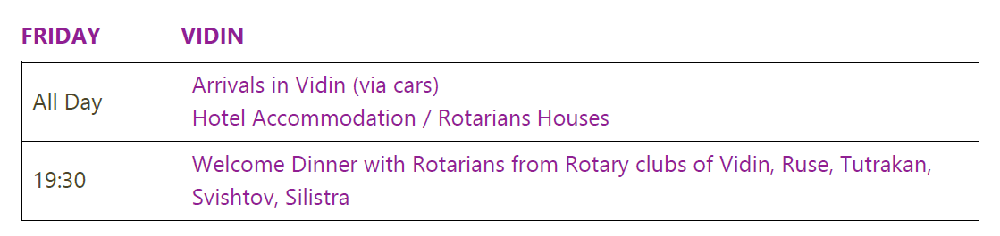 FRIDAY VIDIN
All Day
Arrivals in Vidin (via cars)
Hotel Accommodation / Rotarians Houses
19:30
Welcome Dinner with Rotarians from Rotary clubs of Vidin, Ruse, Tutrakan,
Svishtov, Silistra